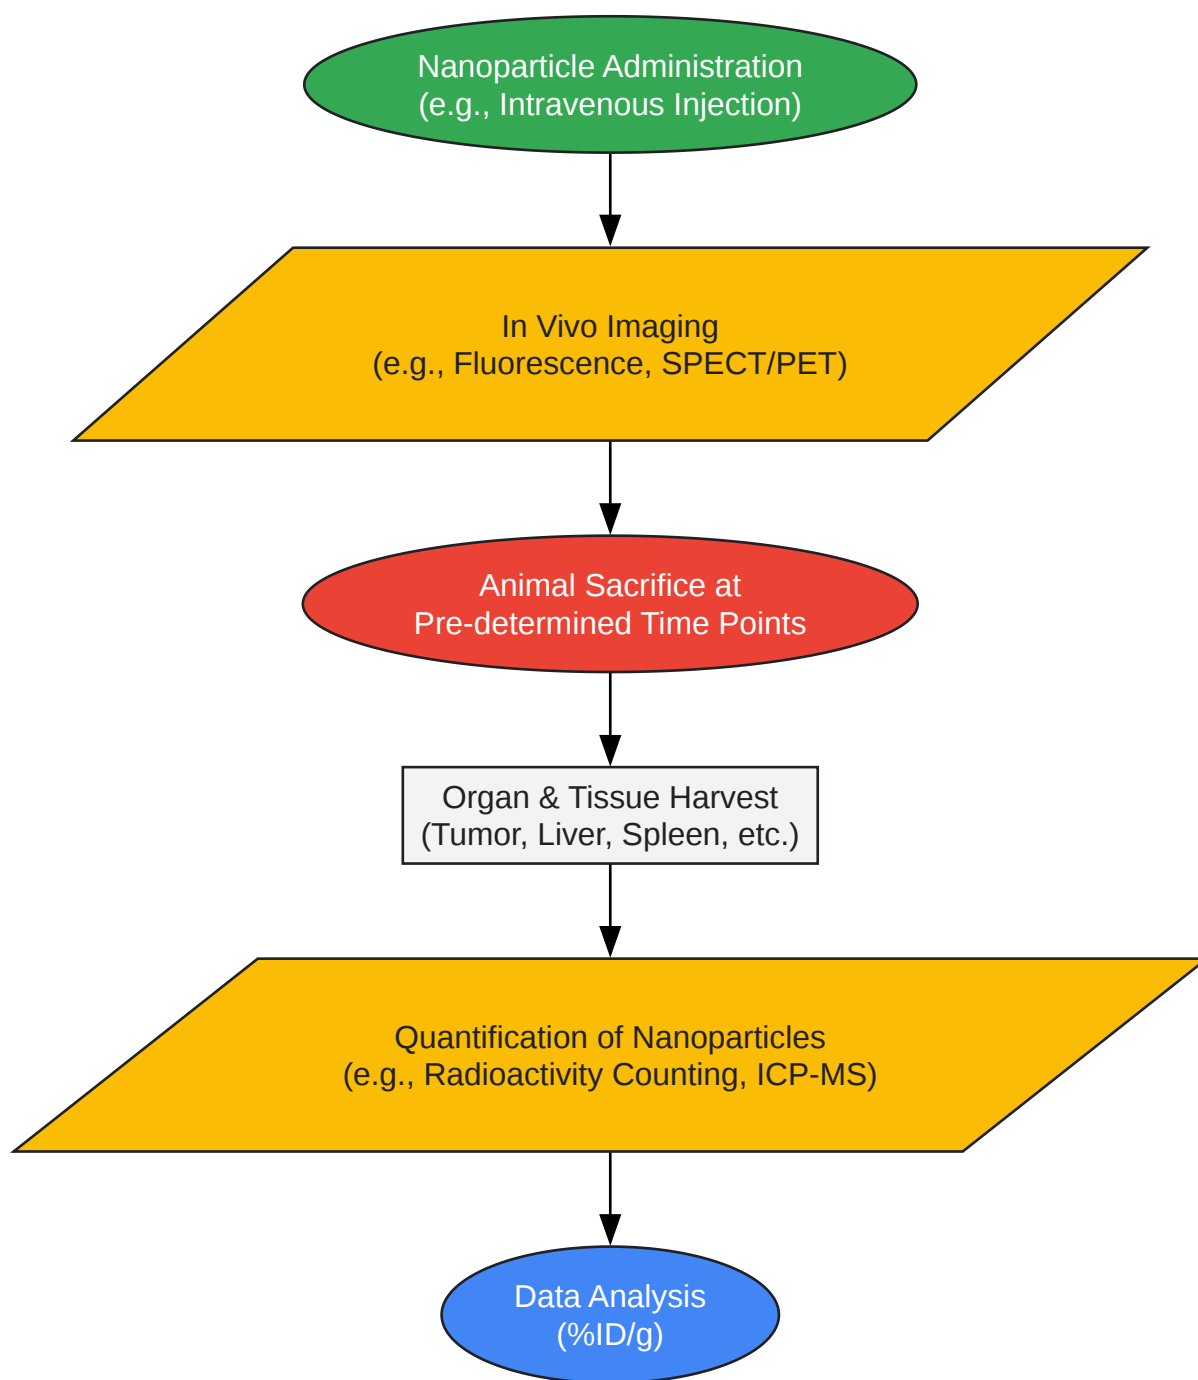 Nanoparticle Administration
(e.g., Intravenous Injection)
In Vivo Imaging
(e.g., Fluorescence, SPECT/PET)
Animal Sacrifice at
Pre-determined Time Points
Organ & Tissue Harvest
(Tumor, Liver, Spleen, etc.)
Quantification of Nanoparticles
(e.g., Radioactivity Counting, ICP-MS)
Data Analysis
(%ID/g)